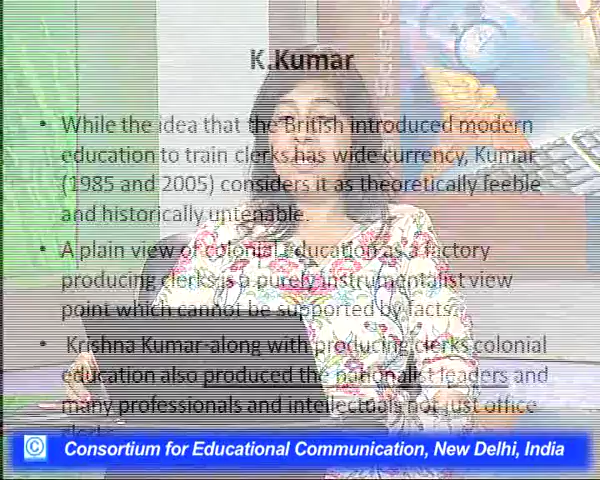 K.Kumar
• While the idea that the British introduced modern
education to train clerks has wide currency, Kumar
(1985 and 2005) considers it as theoretically feeble
and historically untenable.
• A plain view of colonial education as a factory
producing clerks is a purely instrumentalist view
point which cannot be supported by facts.
• Krishna Kumar-along with producing clerks colonial
education also produced the nationalist leaders and
many professionals and intellectuals not just office
clerks
© Consortium for Educational Communication, New Delhi, India